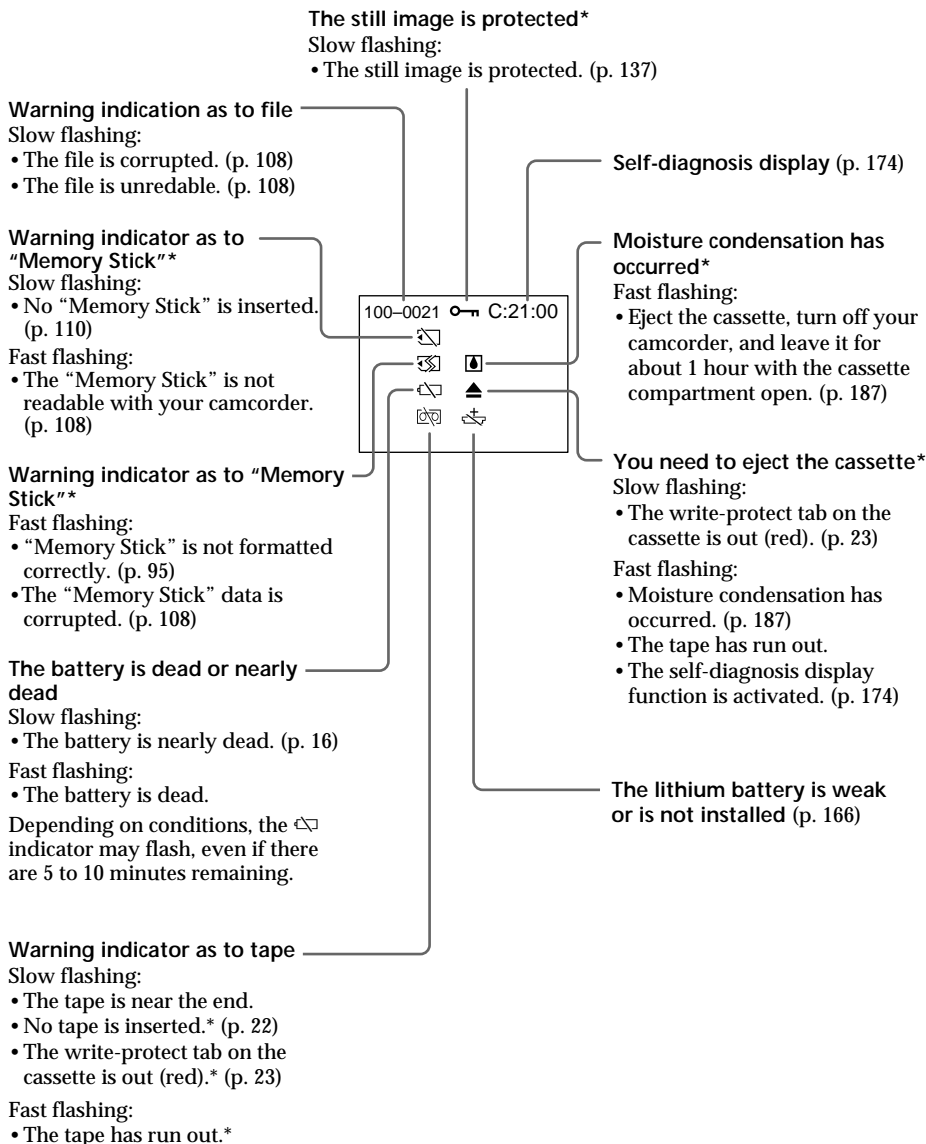 The still image is protected*
Slow flashing:
• The still image is protected. (p. 137)
Warning indication as to file
Slow flashing:
• The file is corrupted. (p. 108)
• The file is unredable. (p. 108)
Warning indicator as to
“Memory Stick”*
Slow flashing:
• No “Memory Stick” is inserted.
(p. 110)
Fast flashing:
• The “Memory Stick” is not
readable with your camcorder.
(p. 108)
Warning indicator as to “Memory
Stick”*
Fast flashing:
• “Memory Stick” is not formatted
correctly. (p. 95)
•The “Memory Stick” data is
corrupted. (p. 108)
The battery is dead or nearly
dead
Slow flashing:
• The battery is nearly dead. (p. 16)
Fast flashing:
• The battery is dead.
Depending on conditions, the
indicator may flash, even if there
are 5 to 10 minutes remaining.
Warning indicator as to tape
Slow flashing:
• The tape is near the end.
• No tape is inserted.* (p. 22)
• The write-protect tab on the
cassette is out (red).* (p. 23)
Fast flashing:
• The tape has run out.*
100–0021 C:21:00
Self-diagnosis display (p. 174)
Moisture condensation has
occurred*
Fast flashing:
• Eject the cassette, turn off your
camcorder, and leave it for
about 1 hour with the cassette
compartment open. (p. 187)
You need to eject the cassette*
Slow flashing:
• The write-protect tab on the
cassette is out (red). (p. 23)
Fast flashing:
• Moisture condensation has
occurred. (p. 187)
• The tape has run out.
• The self-diagnosis display
function is activated. (p. 174)
The lithium battery is weak
or is not installed (p. 166)